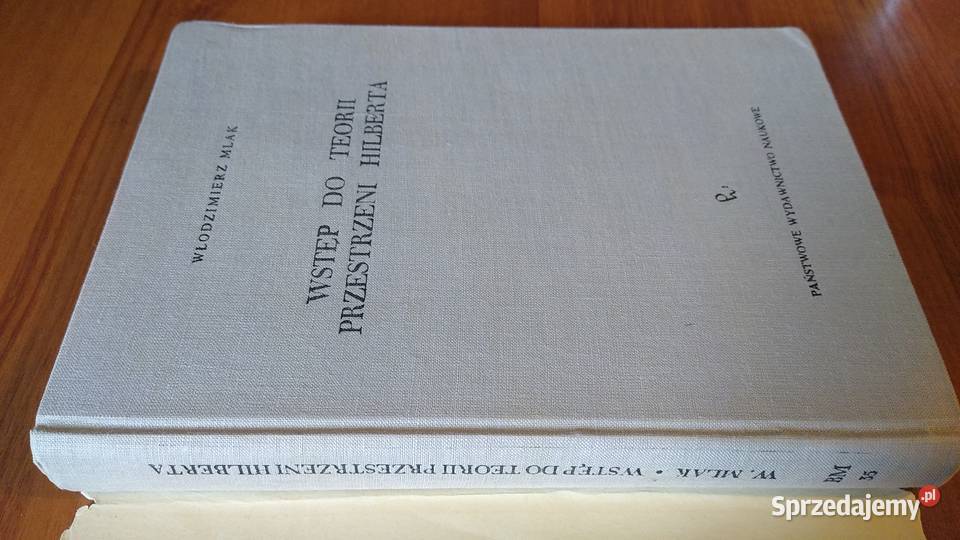 WŁODZIMIERZ MLAK
WSTĘP DO TEORII
PRZESTRZENI HILBERTA
PAŃSTWOWE WYDAWNICTWO NAUKOWE
W. MLAK • WSTĘP DO TEORII PRZESTRZENI HILBERTA
BM
55
Sprzedajemy.pl